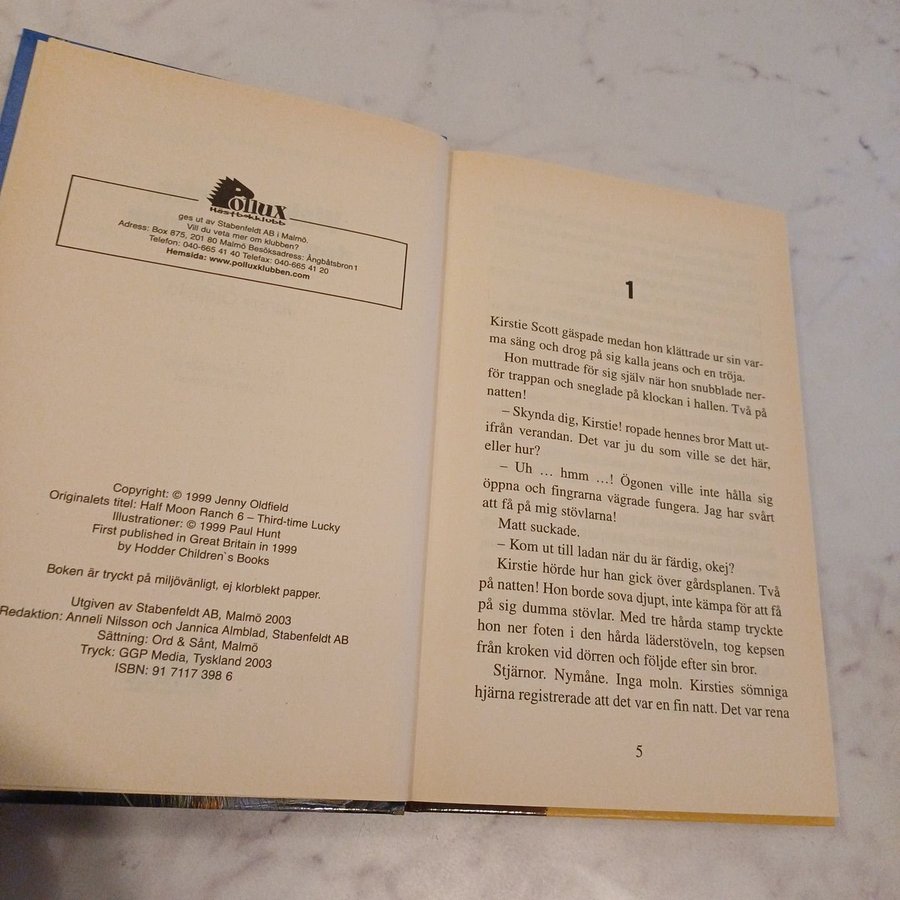 Pollux
Hästbokklubb
ges ut av Stabenfeldt AB i Malmö.
Vill du veta mer om klubben?
Adress: Box 875, 201 80 Malmö Besöksadress: Ångbåtsbron1
Telefon: 040-665 41 40 Telefax: 040-665 41 20
Hemsida: www.polluxklubben.com
Copyright: © 1999 Jenny Oldfield
Originalets titel: Half Moon Ranch 6 – Third-time Lucky
Illustrationer: © 1999 Paul Hunt
First published in Great Britain in 1999
by Hodder Children`s Books
Boken är tryckt på miljövänligt, ej klorblekt papper.
Utgiven av Stabenfeldt AB, Malmö 2003
Redaktion: Anneli Nilsson och Jannica Almblad, Stabenfeldt AB
Sättning: Ord & Sånt, Malmö
Tryck: GGP Media, Tyskland 2003
ISBN: 91 7117 398 6
1
Kirstie Scott gäspade medan hon klättrade ur sin var-
ma säng och drog på sig kalla jeans och en tröja.
Hon muttrade för sig själv när hon snubblade ner-
för trappan och sneglade på klockan i hallen. Två på
natten!
– Skynda dig, Kirstie! ropade hennes bror Matt ut-
ifrån verandan. Det var ju du som ville se det här,
eller hur?
– Uh … hmm …! Ögonen ville inte hålla sig
öppna och fingrarna vägrade fungera. Jag har svårt
att få på mig stövlarna!
Matt suckade.
– Kom ut till ladan när du är färdig, okej?
Kirstie hörde hur han gick över gårdsplanen. Två
på natten! Hon borde sova djupt, inte kämpa för att få
på sig dumma stövlar. Med tre hårda stamp tryckte
hon ner foten i den hårda läderstöveln, tog kepsen
från kroken vid dörren och följde efter sin bror.
Stjärnor. Nymåne. Inga moln. Kirsties sömniga
hjärna registrerade att det var en fin natt. Det var rena
5